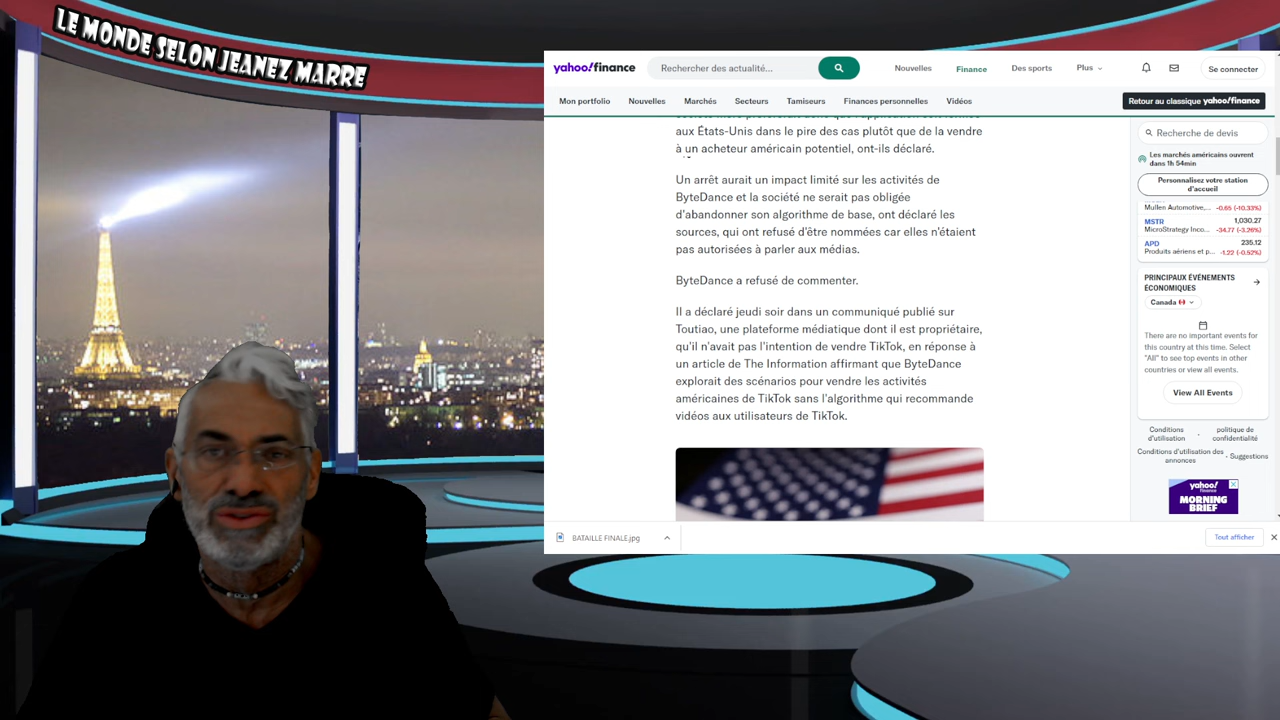 LE MONDE SELON JEANEZ MARRE
yahoo!finance
Rechercher des actualité...
Nouvelles
Finance
Des sports
Plus
Se connecter
Mon portfolio
Nouvelles
Marchés
Secteurs
Tamiseurs
Finances personnelles
Vidéos
Retour au classique yahoo!finance
aux États-Unis dans le pire des cas plutôt que de la vendre
à un acheteur américain potentiel, ont-ils déclaré.
Un arrêt aurait un impact limité sur les activités de
ByteDance et la société ne serait pas obligée
d'abandonner son algorithme de base, ont déclaré les
sources, qui ont refusé d'être nommées car elles n'étaient
pas autorisées à parler aux médias.
ByteDance a refusé de commenter.
Il a déclaré jeudi soir dans un communiqué publié sur
Toutiao, une plateforme médiatique dont il est propriétaire,
qu'il n'avait pas l'intention de vendre TikTok, en réponse à
un article de The Information affirmant que ByteDance
explorait des scénarios pour vendre les activités
américaines de TikTok sans l'algorithme qui recommande
vidéos aux utilisateurs de TikTok.
Recherche de devis
Les marchés américains ouvrent
dans 1h 54min
Personnalisez votre station
d'accueil
Mullen Automotive,... -0.65 (-10.33%)
MSTR 1,030.27
MicroStrategy Inco... -34.77 (-3.26%)
APD 235.12
Produits aériens et p... -1.22 (-0.52%)
PRINCIPAUX ÉVÉNEMENTS
ÉCONOMIQUES
Canada
There are no important events for
this country at this time. Select
"All" to see top events in other
countries or view all events.
View All Events
Conditions
d'utilisation
politique de
confidentialité
Conditions d'utilisation des
annonces
Suggestions
yahoo!
finance
MORNING
BRIEF
BATAILLE FINALE.jpg
Tout afficher